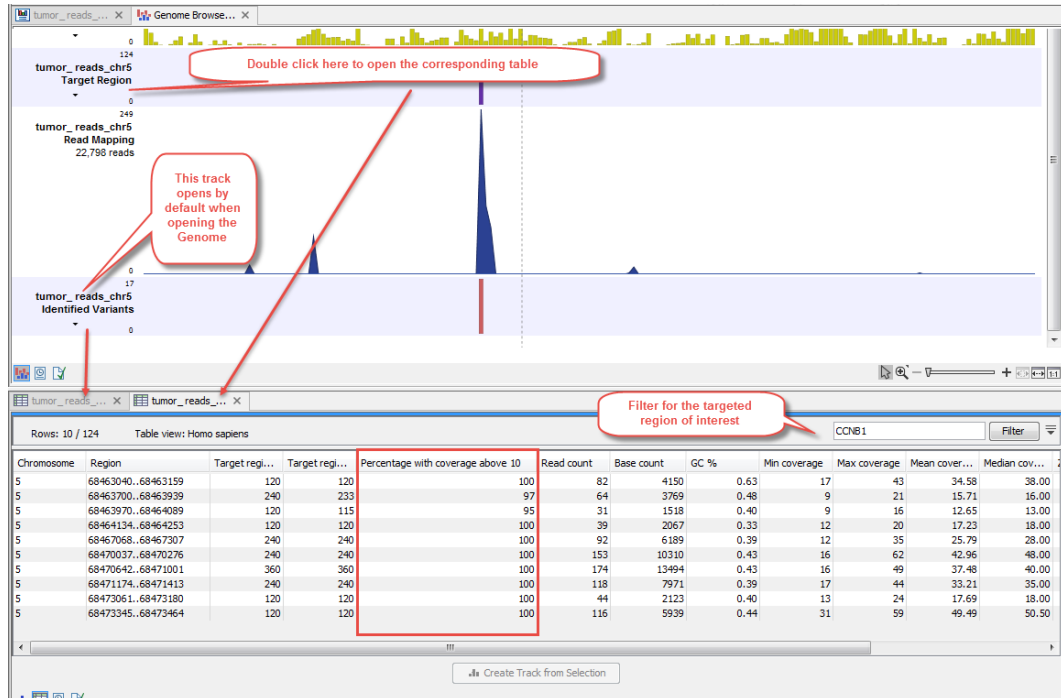 tumor_reads_... X Genome Browse... X
0
124
tumor_ reads_chr5
Target Region
0
Double click here to open the corresponding table
249
tumor_ reads_chr5
Read Mapping
22,798 reads
0
This track
opens by
default when
opening the
Genome
17
tumor_ reads_chr5
Identified Variants
0
1:1
tumor_reads_... X tumor_reads_... X
Filter for the targeted
region of interest
Rows: 10 / 124 Table view: Homo sapiens CCNB1 Filter
Chromosome Region Target regi... Target regi... Percentage with coverage above 10 Read count Base count GC % Min coverage Max coverage Mean cover... Median cov... Z
5 68463040..68463159 120 120 100 82 4150 0.63 17 43 34.58 38.00
5 68463700..68463939 240 233 97 64 3769 0.48 9 21 15.71 16.00
5 68463970..68464089 120 115 95 31 1518 0.40 9 16 12.65 13.00
5 68464134..68464253 120 120 100 39 2067 0.33 12 20 17.23 18.00
5 68467068..68467307 240 240 100 92 6189 0.39 12 35 25.79 28.00
5 68470037..68470276 240 240 100 153 10310 0.43 16 62 42.96 48.00
5 68470642..68471001 360 360 100 174 13494 0.43 16 49 37.48 40.00
5 68471174..68471413 240 240 100 118 7971 0.39 17 44 33.21 35.00
5 68473061..68473180 120 120 100 44 2123 0.40 13 24 17.69 18.00
5 68473345..68473464 120 120 100 116 5939 0.44 31 59 49.49 50.50
Create Track from Selection